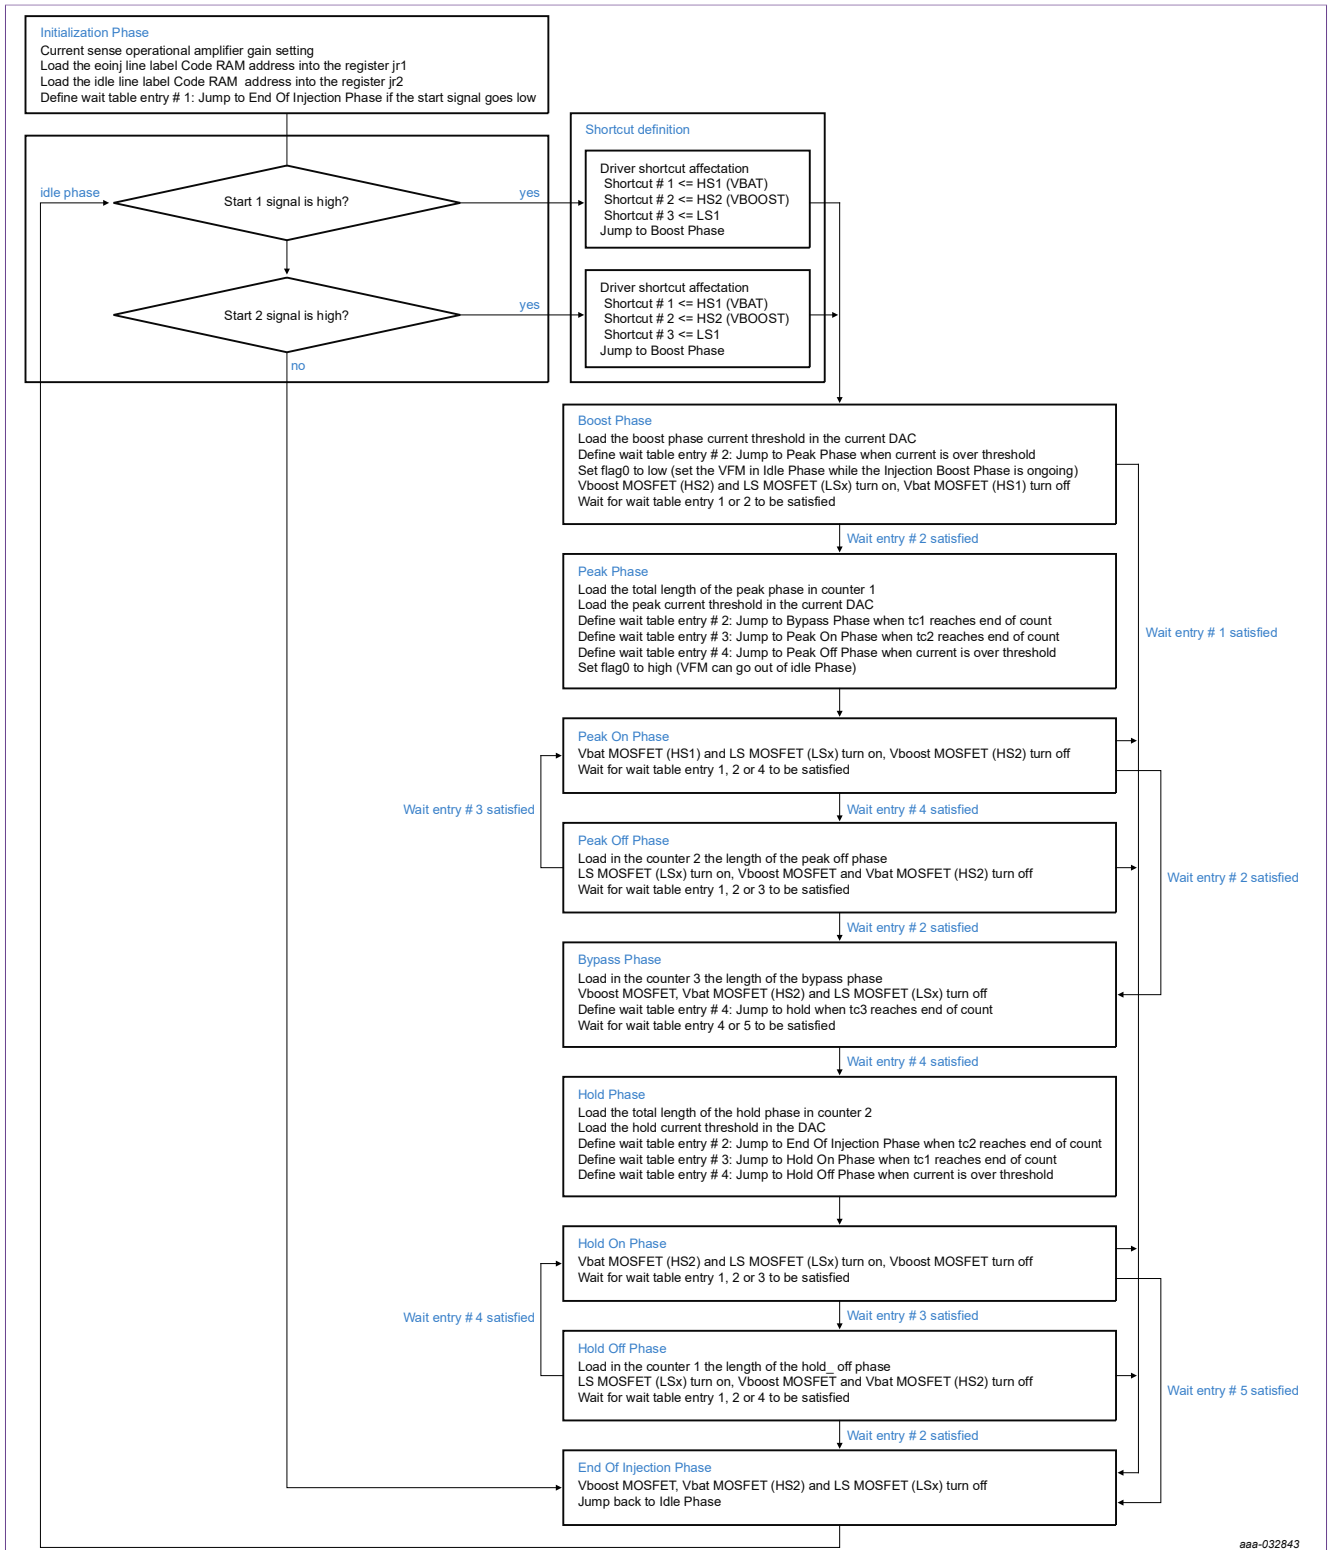 Initialization Phase
Current sense operational amplifier gain setting
Load the eoinj line label Code RAM address into the register jr1
Load the idle line label Code RAM address into the register jr2
Define wait table entry # 1: Jump to End Of Injection Phase if the start signal goes low
idle phase
Start 1 signal is high?
yes
Start 2 signal is high?
yes
no
Shortcut definition
Driver shortcut affectation
Shortcut # 1 <= HS1 (VBAT)
Shortcut # 2 <= HS2 (VBOOST)
Shortcut # 3 <= LS1
Jump to Boost Phase
Driver shortcut affectation
Shortcut # 1 <= HS1 (VBAT)
Shortcut # 2 <= HS2 (VBOOST)
Shortcut # 3 <= LS1
Jump to Boost Phase
Boost Phase
Load the boost phase current threshold in the current DAC
Define wait table entry # 2: Jump to Peak Phase when current is over threshold
Set flag0 to low (set the VFM in Idle Phase while the Injection Boost Phase is ongoing)
Vboost MOSFET (HS2) and LS MOSFET (LSx) turn on, Vbat MOSFET (HS1) turn off
Wait for wait table entry 1 or 2 to be satisfied
Wait entry # 2 satisfied
Peak Phase
Load the total length of the peak phase in counter 1
Load the peak current threshold in the current DAC
Define wait table entry # 2: Jump to Bypass Phase when tc1 reaches end of count
Define wait table entry # 3: Jump to Peak On Phase when tc2 reaches end of count
Define wait table entry # 4: Jump to Peak Off Phase when current is over threshold
Set flag0 to high (VFM can go out of idle Phase)
Wait entry # 1 satisfied
Peak On Phase
Vbat MOSFET (HS1) and LS MOSFET (LSx) turn on, Vboost MOSFET (HS2) turn off
Wait for wait table entry 1, 2 or 4 to be satisfied
Wait entry # 3 satisfied
Wait entry # 4 satisfied
Peak Off Phase
Load in the counter 2 the length of the peak off phase
LS MOSFET (LSx) turn on, Vboost MOSFET and Vbat MOSFET (HS2) turn off
Wait for wait table entry 1, 2 or 3 to be satisfied
Wait entry # 2 satisfied
Wait entry # 2 satisfied
Bypass Phase
Load in the counter 3 the length of the bypass phase
Vboost MOSFET, Vbat MOSFET (HS2) and LS MOSFET (LSx) turn off
Define wait table entry # 4: Jump to hold when tc3 reaches end of count
Wait for wait table entry 4 or 5 to be satisfied
Wait entry # 4 satisfied
Hold Phase
Load the total length of the hold phase in counter 2
Load the hold current threshold in the DAC
Define wait table entry # 2: Jump to End Of Injection Phase when tc2 reaches end of count
Define wait table entry # 3: Jump to Hold On Phase when tc1 reaches end of count
Define wait table entry # 4: Jump to Hold Off Phase when current is over threshold
Hold On Phase
Vbat MOSFET (HS2) and LS MOSFET (LSx) turn on, Vboost MOSFET turn off
Wait for wait table entry 1, 2 or 3 to be satisfied
Wait entry # 4 satisfied
Wait entry # 3 satisfied
Hold Off Phase
Load in the counter 1 the length of the hold_ off phase
LS MOSFET (LSx) turn on, Vboost MOSFET and Vbat MOSFET (HS2) turn off
Wait for wait table entry 1, 2 or 4 to be satisfied
Wait entry # 5 satisfied
Wait entry # 2 satisfied
End Of Injection Phase
Vboost MOSFET, Vbat MOSFET (HS2) and LS MOSFET (LSx) turn off
Jump back to Idle Phase
aaa-032843